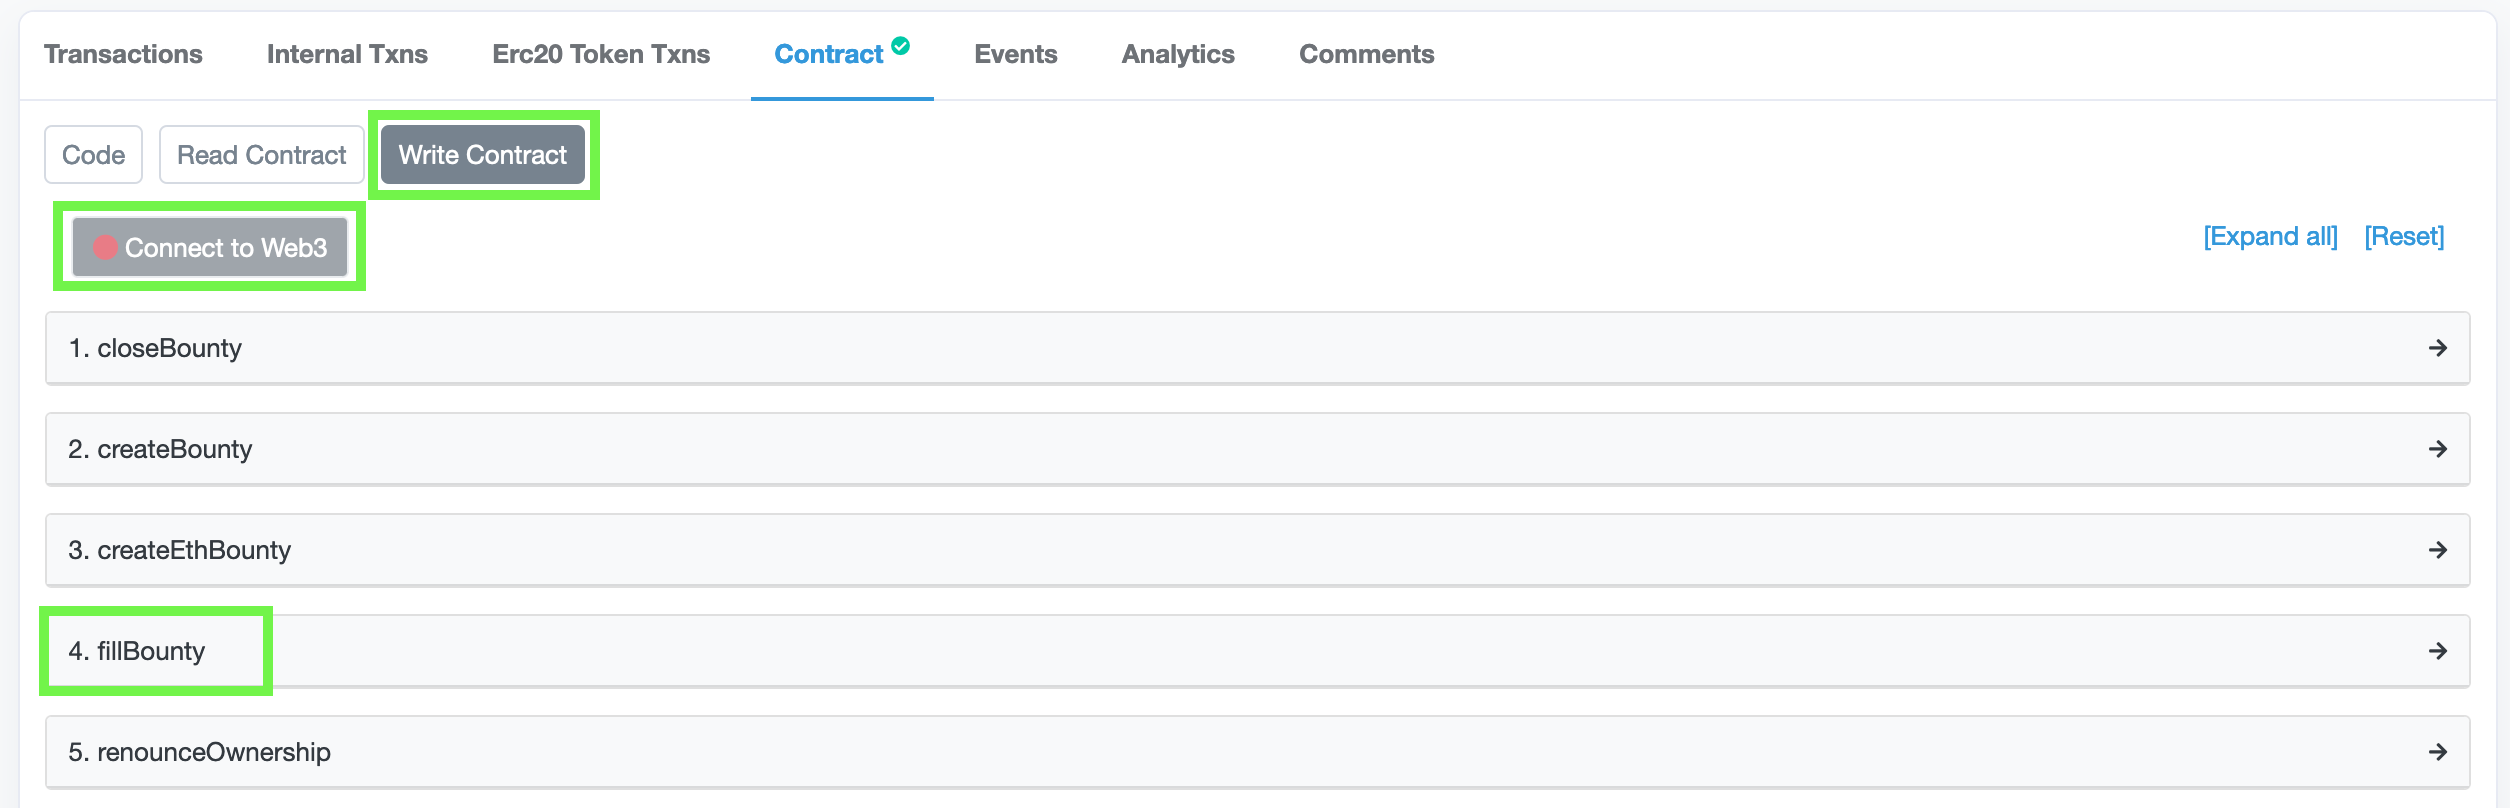 Transactions Internal Txns Erc20 Token Txns Contract Events Analytics Comments
Code Read Contract Write Contract
Connect to Web3 [Expand all] [Reset]
1. closeBounty
2. createBounty
3. createEthBounty
4. fillBounty
5. renounceOwnership